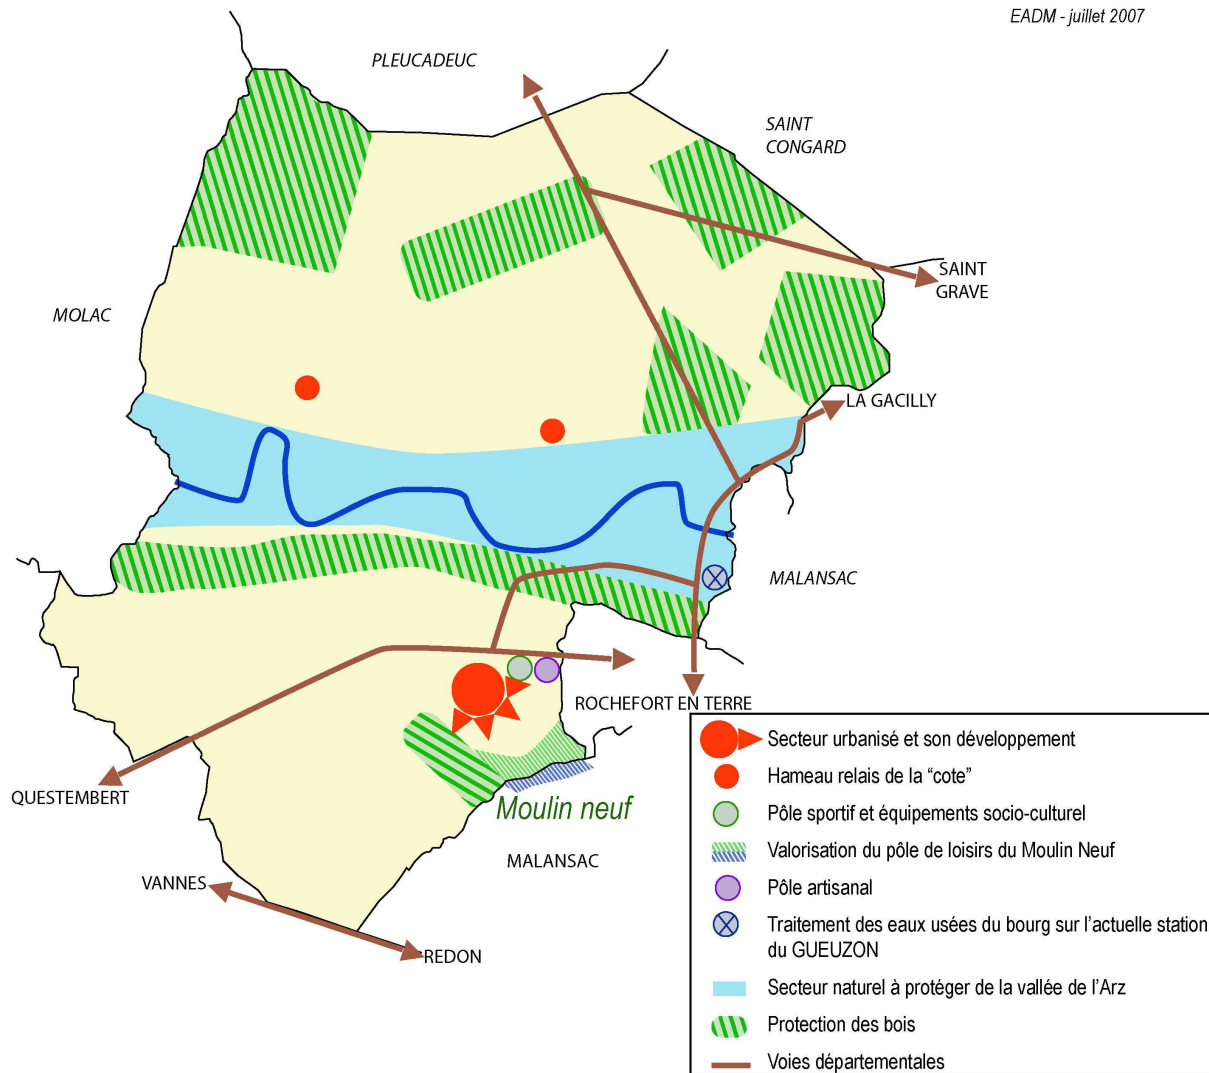 EADM - juillet 2007
PLEUCADEUC
SAINT
CONGARD
SAINT
GRAVE
MOLAC
LA GACILLY
MALANSAC
ROCHEFORT EN TERRE
QUESTEMBERT
Moulin neuf
MALANSAC
VANNES
REDON
Secteur urbanisé et son développement
Hameau relais de la “cote”
Pôle sportif et équipements socio-culturel
Valorisation du pôle de loisirs du Moulin Neuf
Pôle artisanal
Traitement des eaux usées du bourg sur l’actuelle station
du GUEUZON
Secteur naturel à protéger de la vallée de l’Arz
Protection des bois
Voies départementales